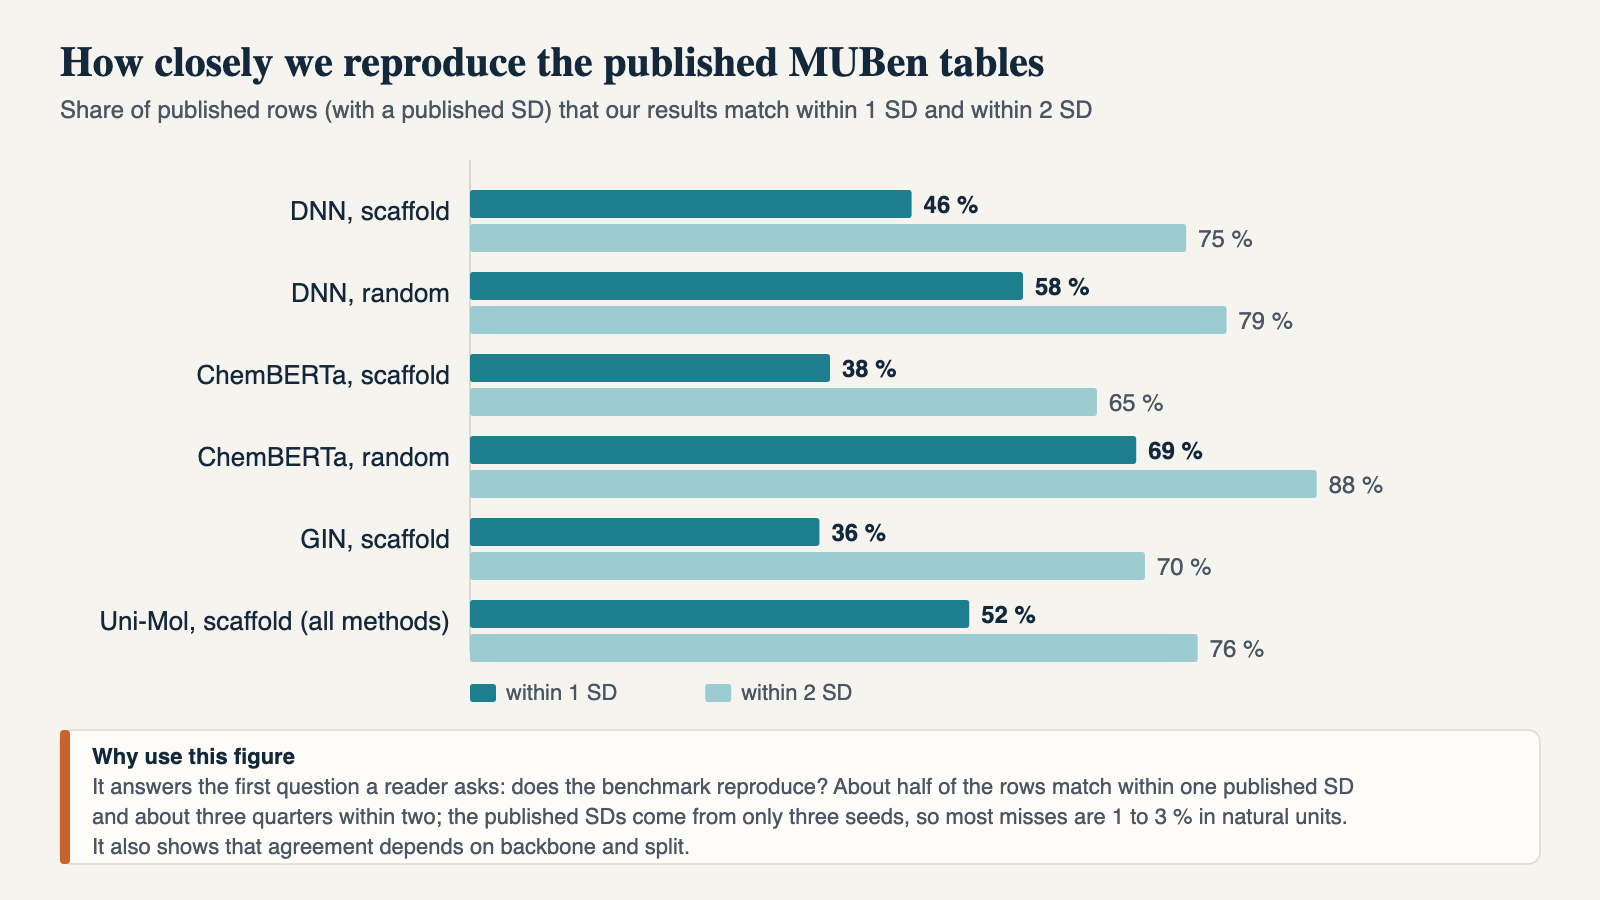 How closely we reproduce the published MUBen tables
Share of published rows (with a published SD) that our results match within 1 SD and within 2 SD
DNN, scaffold
46 %
75 %
DNN, random
58 %
79 %
ChemBERTa, scaffold
38 %
65 %
ChemBERTa, random
69 %
88 %
GIN, scaffold
36 %
70 %
Uni-Mol, scaffold (all methods)
52 %
76 %
within 1 SD
within 2 SD
Why use this figure
It answers the first question a reader asks: does the benchmark reproduce? About half of the rows match within one published SD
and about three quarters within two; the published SDs come from only three seeds, so most misses are 1 to 3 % in natural units.
It also shows that agreement depends on backbone and split.